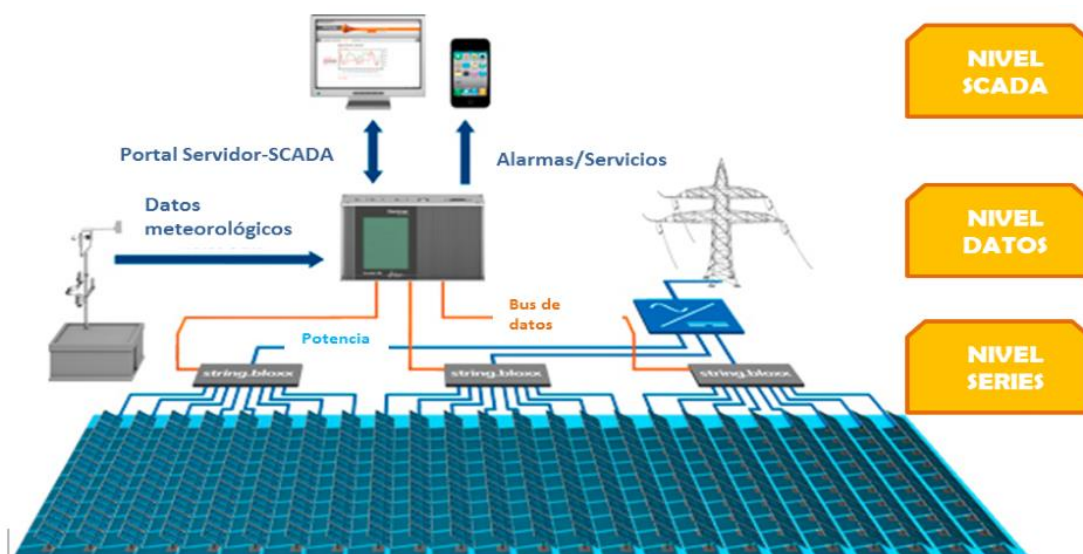 NIVEL
SCADA
Portal Servidor-SCADA
Alarmas/Servicios
Datos
meteorológicos
NIVEL
DATOS
Bus de
datos
Potencia
string.bloxx
string.bloxx
string.bloxx
NIVEL
SERIES